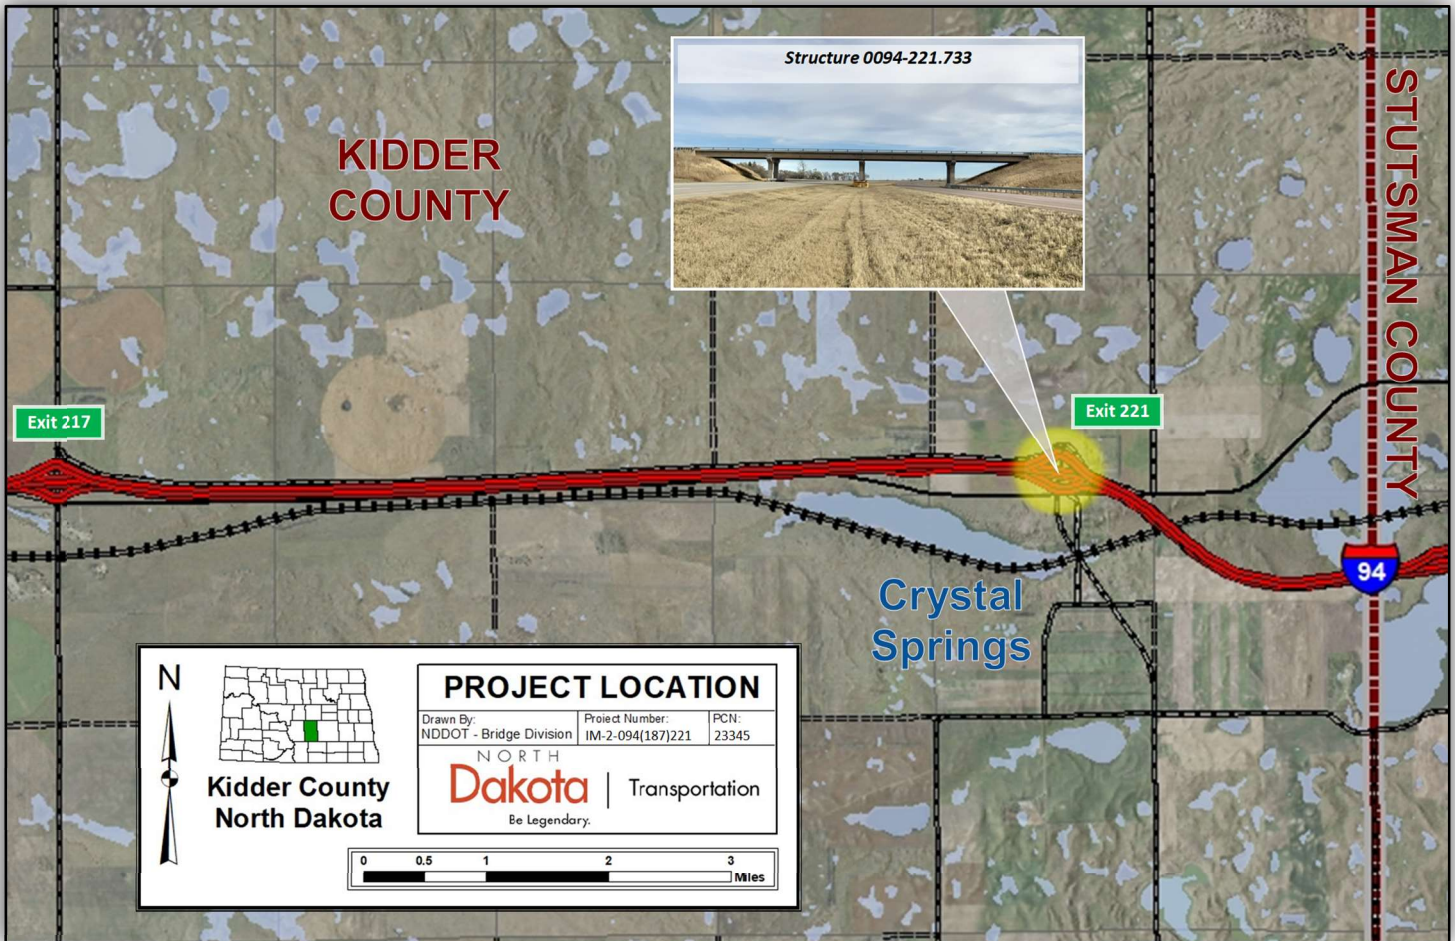 Structure 0094-221.733
KIDDER
COUNTY
STUTSMAN COUNTY
Exit 217
Exit 221
94
Crystal
Springs
N
Kidder County
North Dakota
PROJECT LOCATION
Drawn By:
NDDOT - Bridge Division
Project Number:
IM-2-094(187)221
PCN:
23345
NORTH
Dakota
Be Legendary.
Transportation
0 0.5 1 2 3
Miles